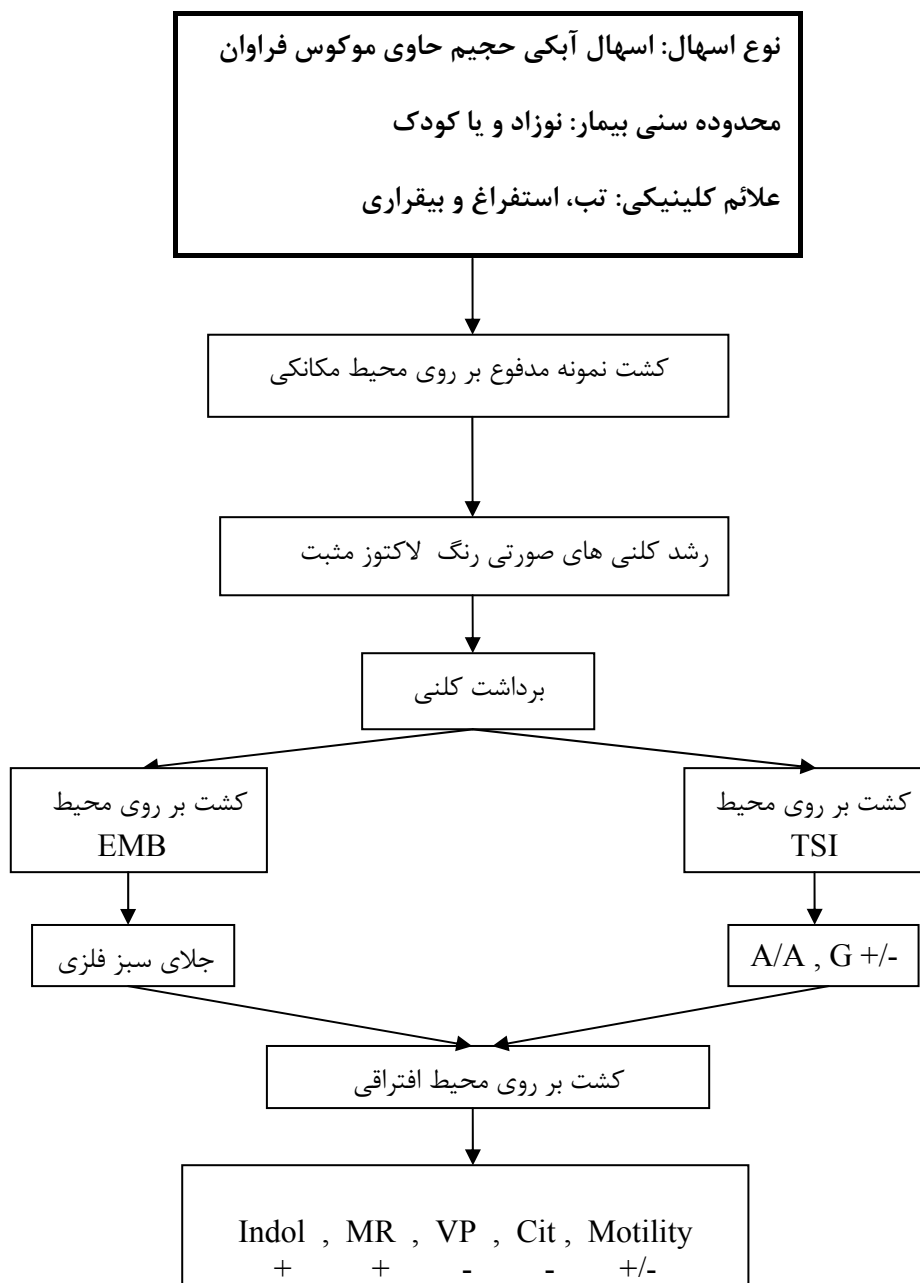 نوع اسهال: اسهال آبکی حجیم حاوی موکوس فراوان
محدوده سنی بیمار: نوزاد و یا کودک
علائم کلینیکی: تب، استفراغ و بیقراری
کشت نمونه مدفوع بر روی محیط مکانکی
رشد کلنی های صورتی رنگ لاکتوز مثبت
برداشت کلنی
کشت بر روی محیط
EMB
کشت بر روی محیط
TSI
جلای سبز فلزی
A/A , G +/-
کشت بر روی محیط افتراقی
Indol , MR , VP , Cit , Motility
+ + - - +/-